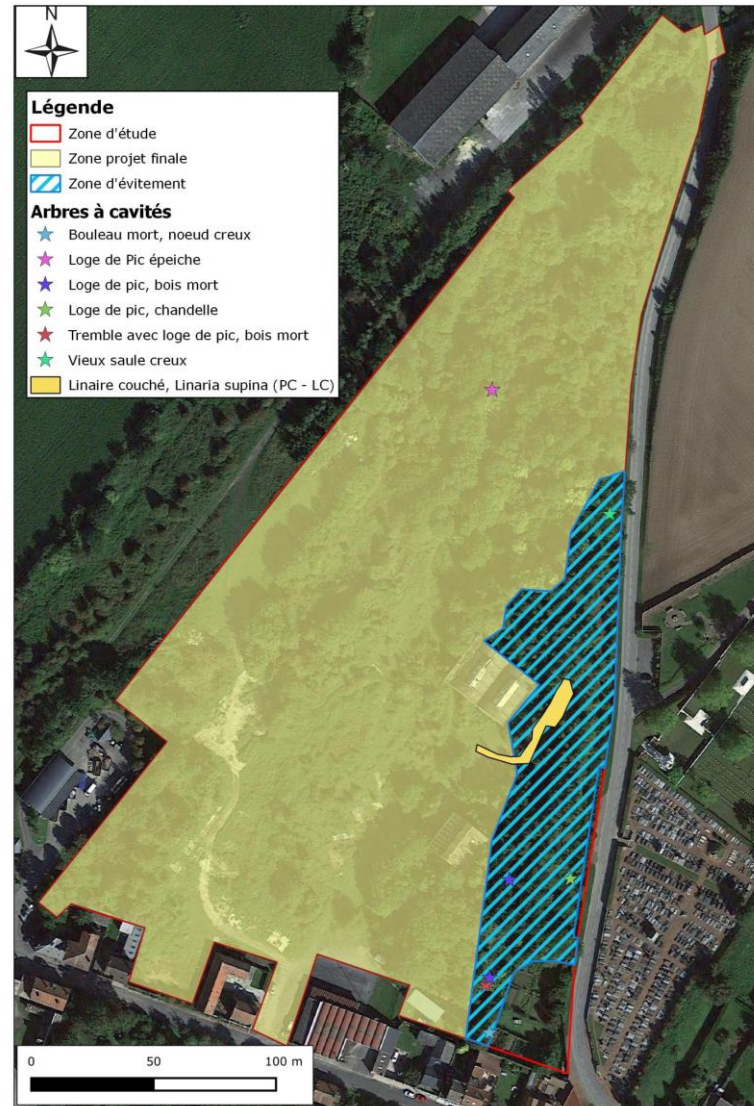 N
Légende
Zone d'étude
Zone projet finale
Zone d'évitement
Arbres à cavités
Bouleau mort, noeud creux
Loge de Pic épeiche
Loge de pic, bois mort
Loge de pic, chandelle
Tremble avec loge de pic, bois mort
Vieux saule creux
Linaire couché, Linaria supina (PC - LC)
0 50 100 m